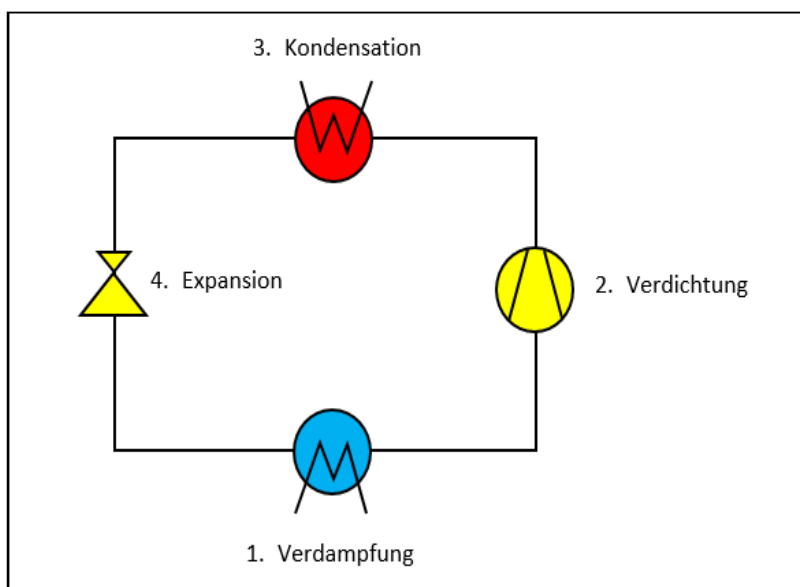 3. Kondensation
4. Expansion
2. Verdichtung
1. Verdampfung